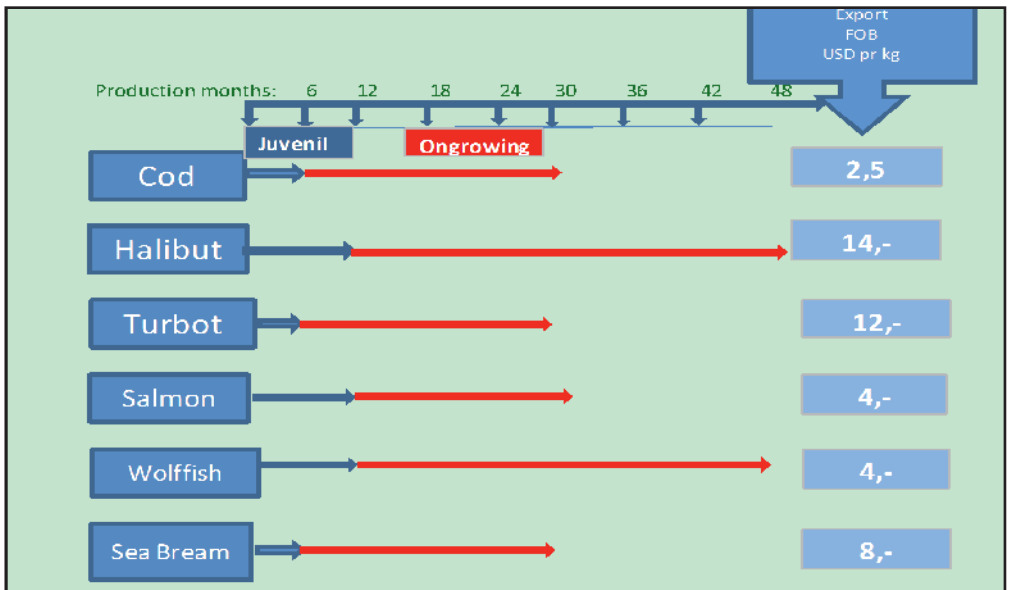 Export
FOB
USD pr kg
Production months: 6 12 18 24 30 36 42 48
Juvenil Ongrowing
Cod 2,5
Halibut 14,-
Turbot 12,-
Salmon 4,-
Wolffish 4,-
Sea Bream 8,-